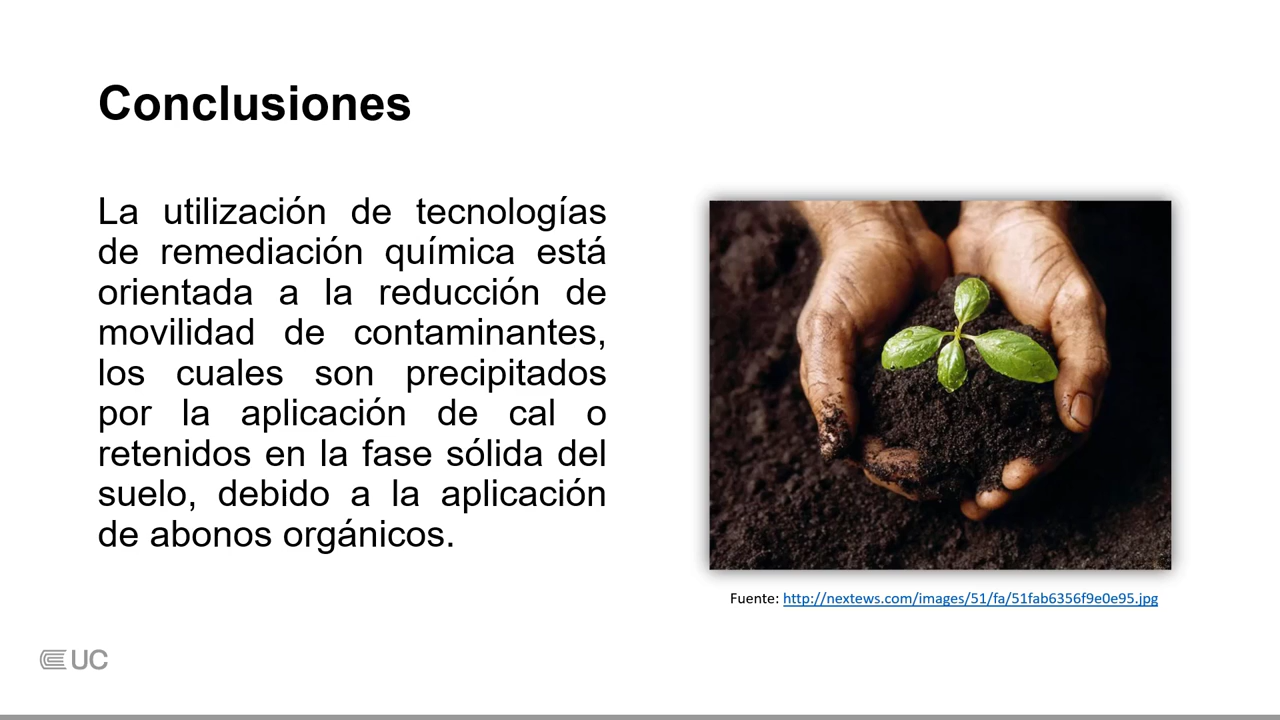 Conclusiones
La utilización de tecnologías
de remediación química está
orientada a la reducción de
movilidad de contaminantes,
los cuales son precipitados
por la aplicación de cal o
retenidos en la fase sólida del
suelo, debido a la aplicación
de abonos orgánicos.
Fuente: http://nextews.com/images/51/fa/51fab6356f9e0e95.jpg
UC